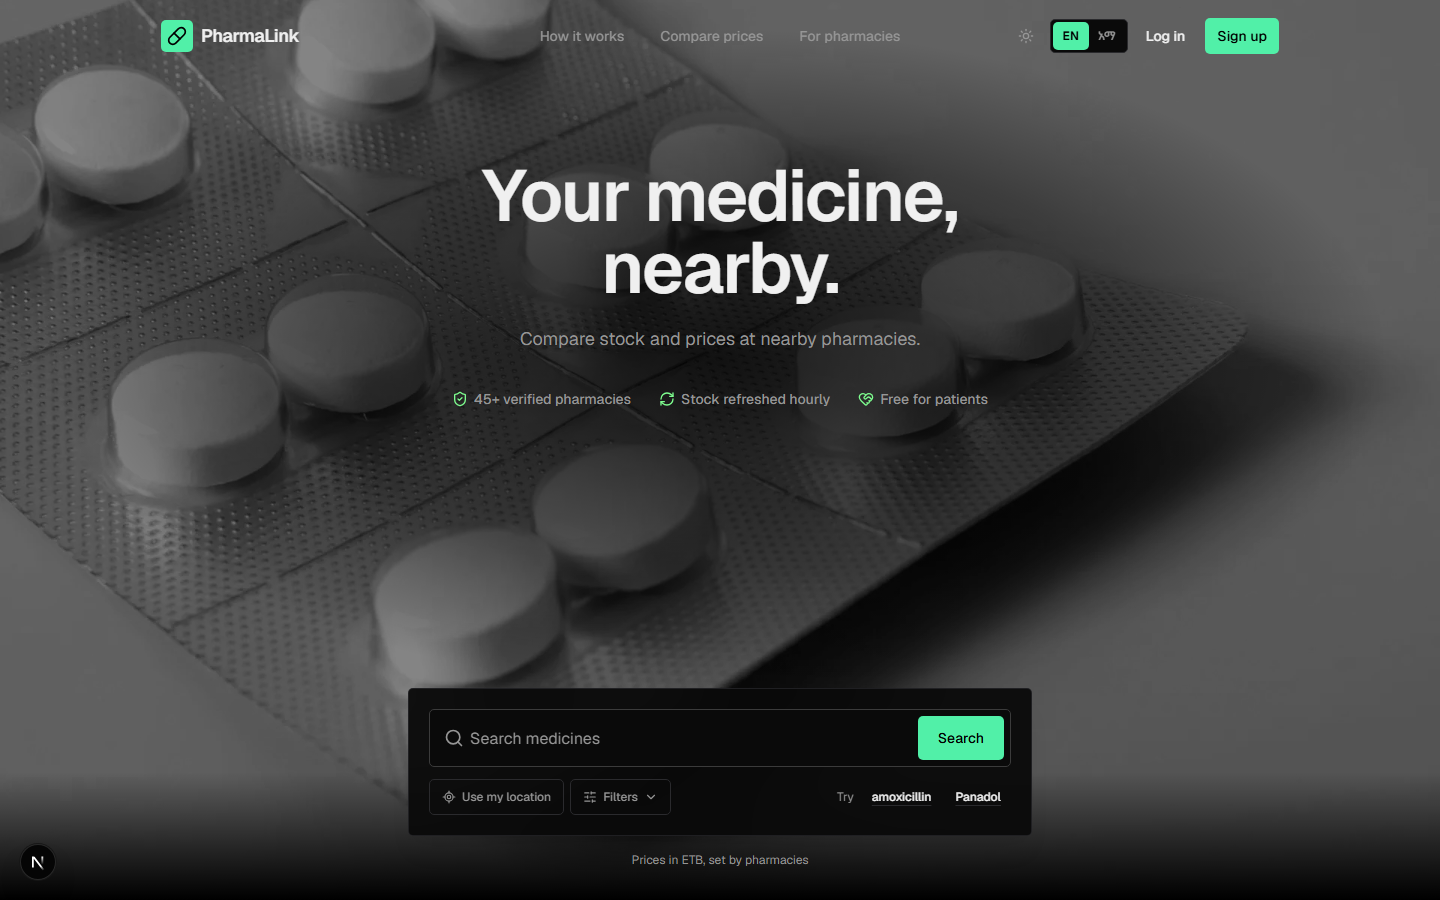 PharmaLink
How it works
Compare prices
For pharmacies
EN
አማ
Log in
Sign up
Your medicine,
nearby.
Compare stock and prices at nearby pharmacies.
45+ verified pharmacies
Stock refreshed hourly
Free for patients
Search medicines
Search
Use my location
Filters
Try
amoxicillin
Panadol
Prices in ETB, set by pharmacies
N